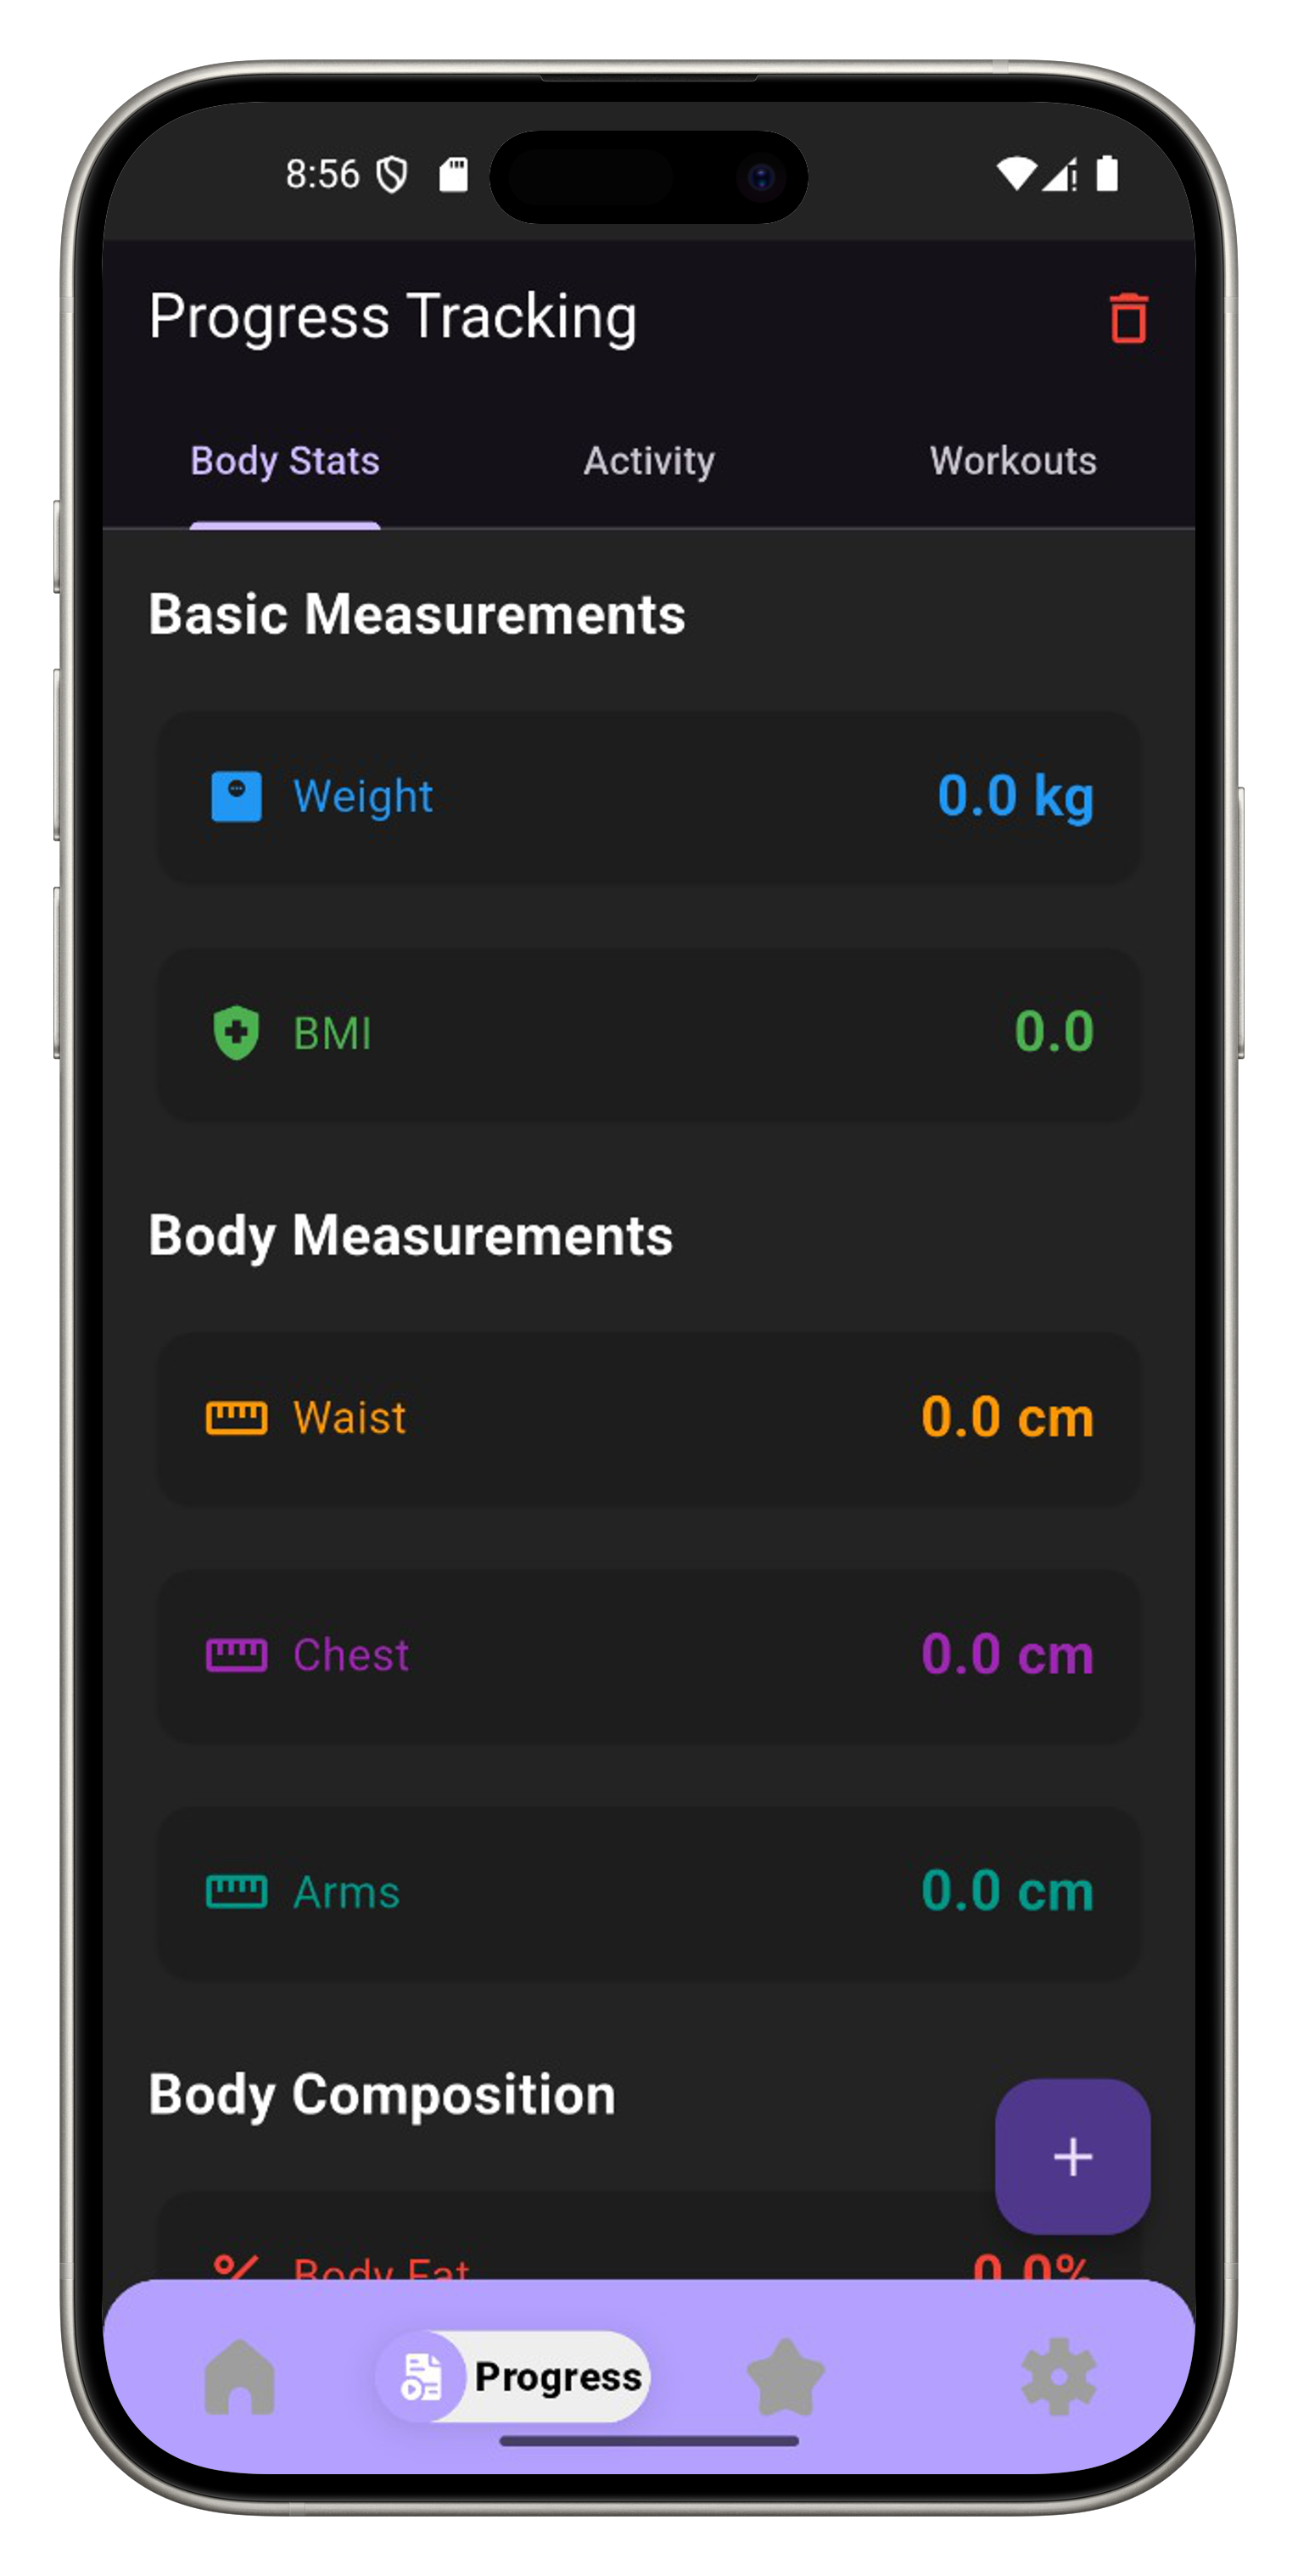 8:56
Progress Tracking
Body Stats Activity Workouts
Basic Measurements
Weight 0.0 kg
BMI 0.0
Body Measurements
Waist 0.0 cm
Chest 0.0 cm
Arms 0.0 cm
Body Composition
+
Body Fat 0.0%
Progress